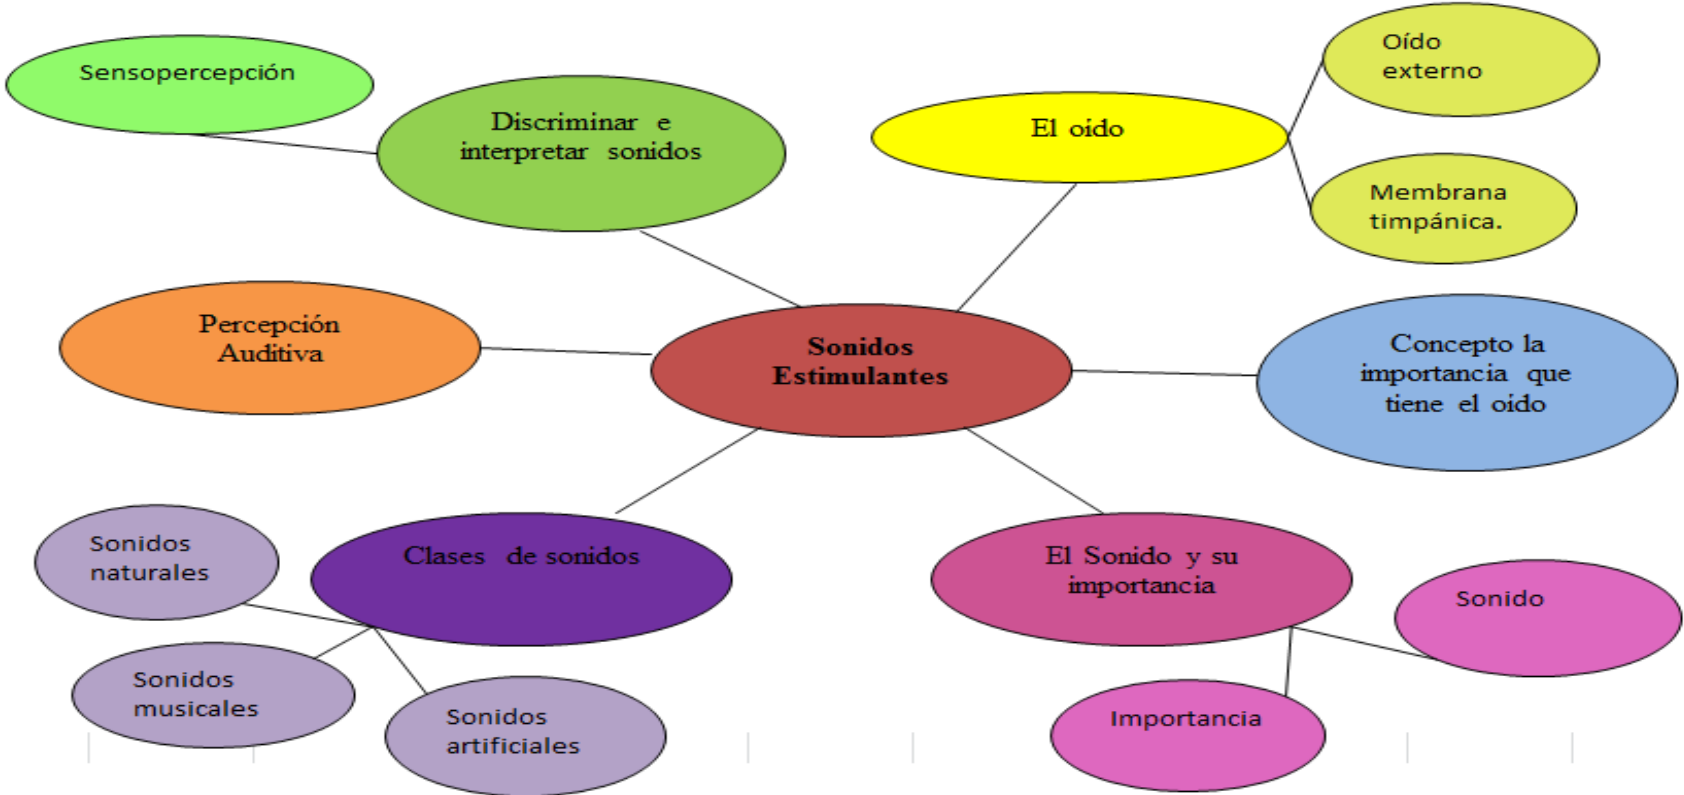 Sensopercepción
Discriminar e
interpretar sonidos
El oído
Oído
externo
Membrana
timpánica.
Percepción
Auditiva
Sonidos
Estimulantes
Concepto la
importancia que
tiene el oido
Sonidos
naturales
Clases de sonidos
Sonidos
musicales
Sonidos
artificiales
El Sonido y su
importancia
Sonido
Importancia